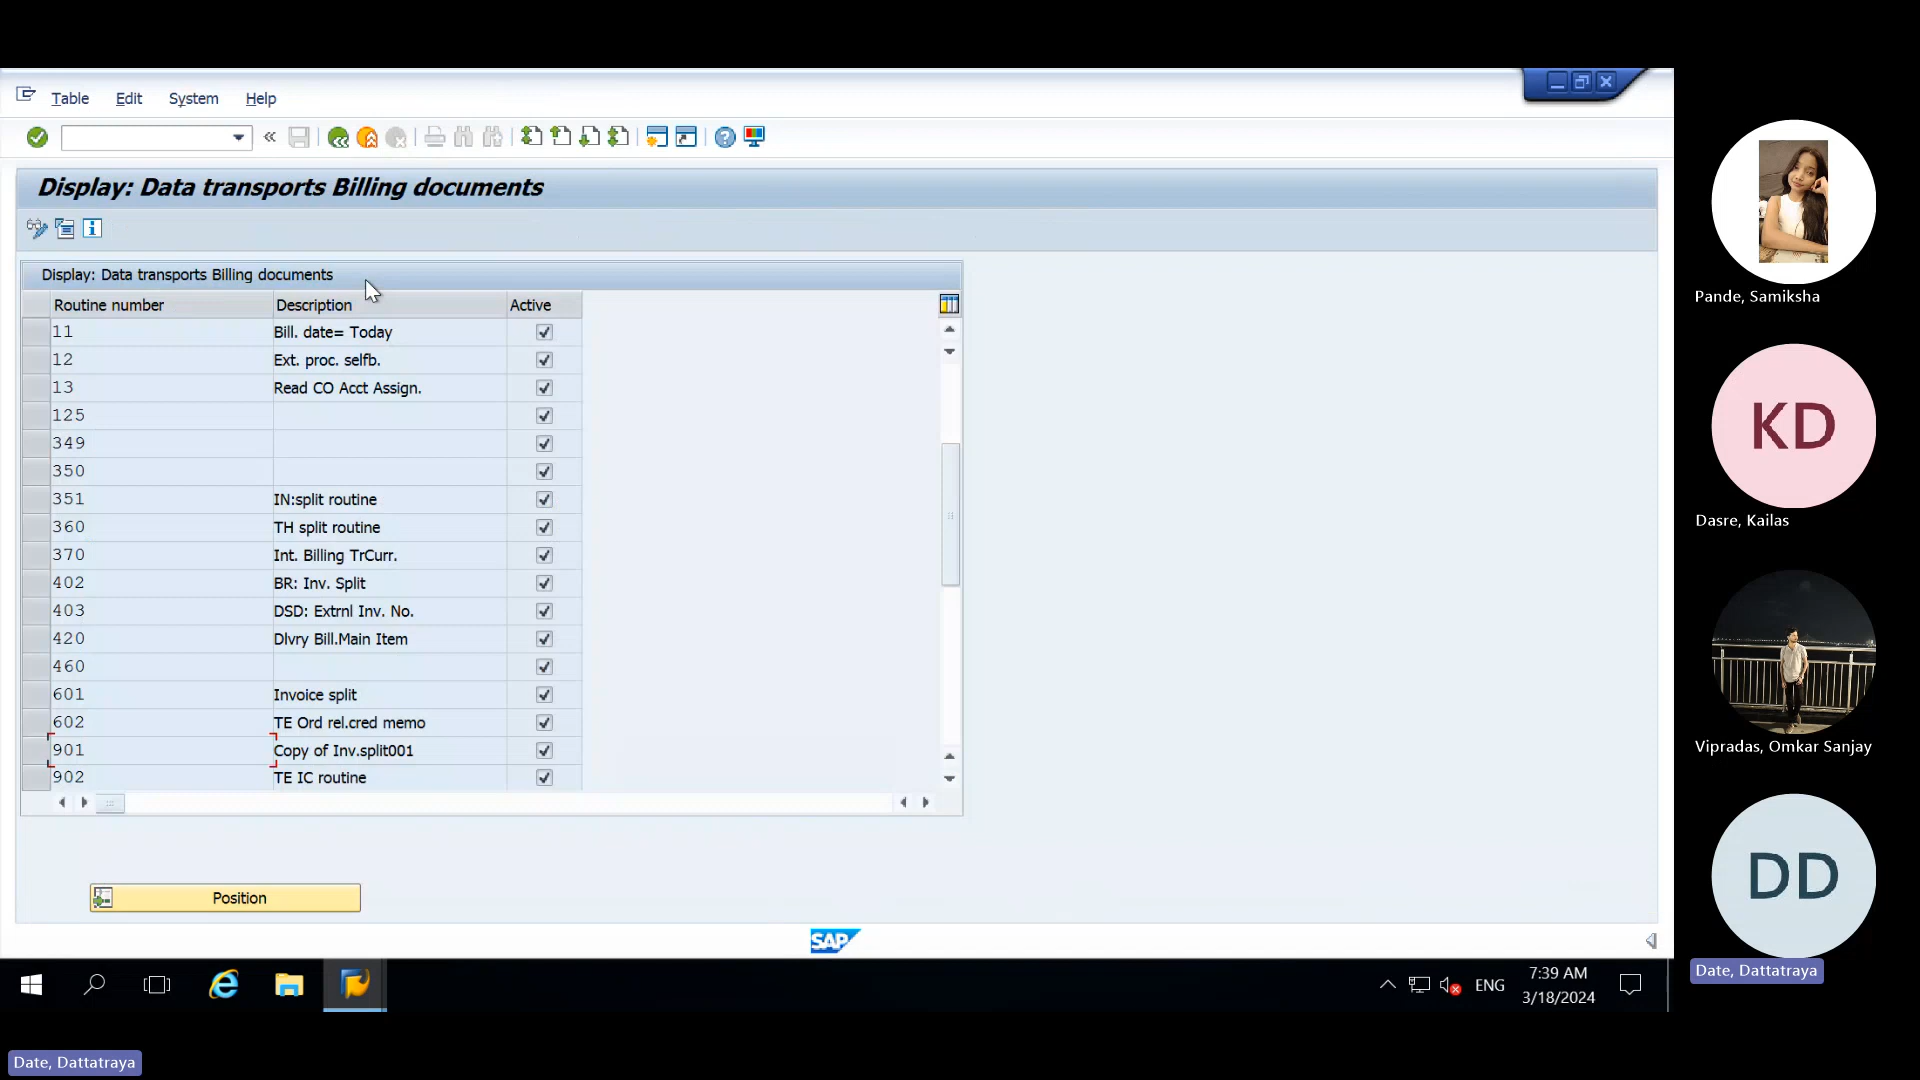 Table Edit System Help
Display: Data transports Billing documents
Display: Data transports Billing documents
Routine number Description Active
11 Bill. date= Today
12 Ext. proc. selfb.
13 Read CO Acct Assign.
125
349
350
351 IN:split routine
360 TH split routine
370 Int. Billing TrCurr.
402 BR: Inv. Split
403 DSD: Extrnl Inv. No.
420 Dlvry Bill.Main Item
460
601 Invoice split
602 TE Ord rel.cred memo
901 Copy of Inv.split001
902 TE IC routine
Position
SAP
ENG
7:39 AM
3/18/2024
Pande, Samiksha
KD
Dasre, Kailas
Vipradas, Omkar Sanjay
DD
Date, Dattatraya
Date, Dattatraya